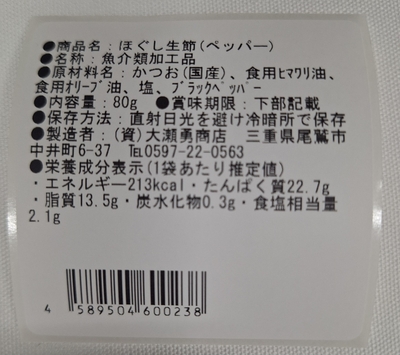 ●商品名：ほぐし生節(ペッパー)
●名称：魚介類加工品
●原材料名：かつお(国産)、食用ﾋﾏﾜﾘ油、
食用ｵﾘｰﾌﾞ油、塩、ﾌﾞﾗｯｸﾍﾟｯﾊﾟｰ
●内容量：80g　●賞味期限：下部記載
●保存方法：直射日光を避け冷暗所で保存
●製造者：(資)大瀬勇商店　三重県尾鷲市
中井町6-37　℡0597-22-0563
●栄養成分表示(1袋あたり推定値)
・エネルギー213kcal・たんぱく質22.7g
・脂質13.5g・炭水化物0.3g・食塩相当量
2.1g
4 589504 600238